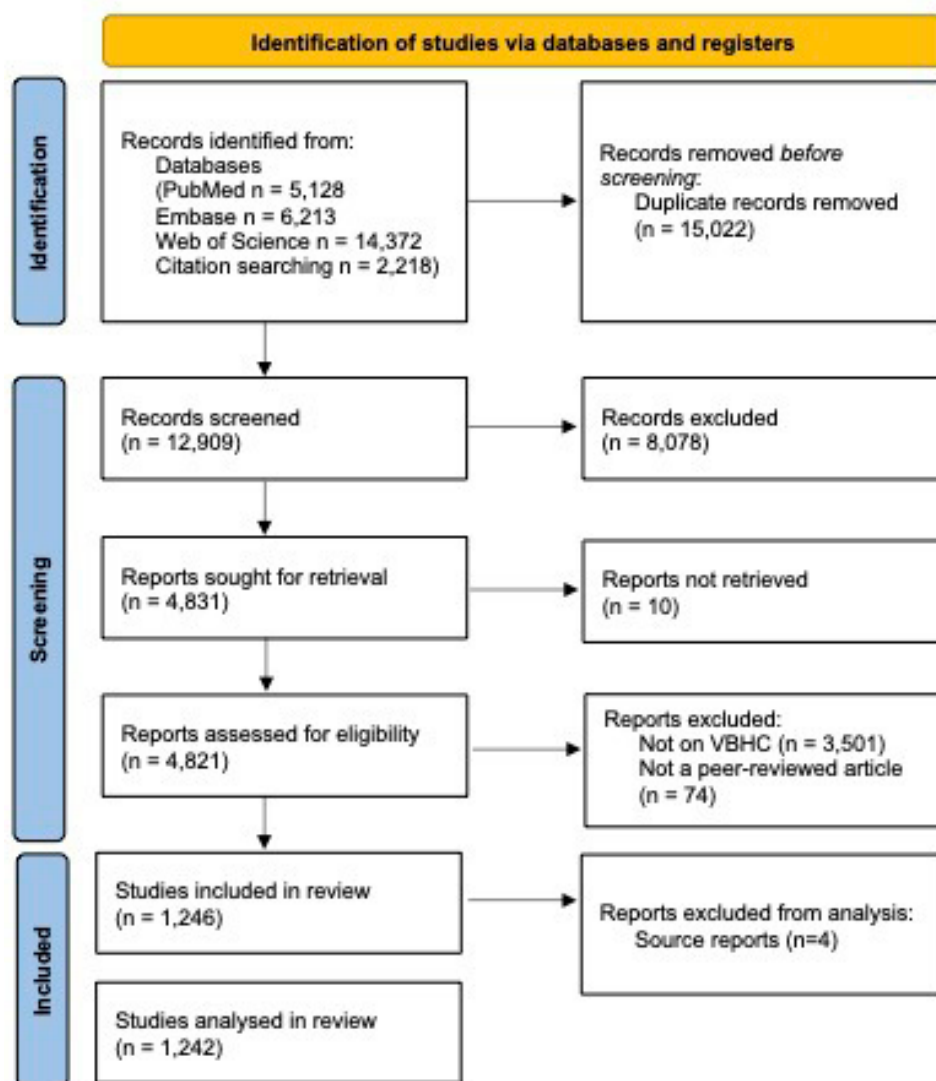 Identification of studies via databases and registers
Identification
Records identified from:
Databases
(PubMed n = 5,128
Embase n = 6,213
Web of Science n = 14,372
Citation searching n = 2,218)
Records removed before
screening:
Duplicate records removed
(n = 15,022)
Screening
Records screened
(n = 12,909)
Records excluded
(n = 8,078)
Reports sought for retrieval
(n = 4,831)
Reports not retrieved
(n = 10)
Reports assessed for eligibility
(n = 4,821)
Reports excluded:
Not on VBHC (n = 3,501)
Not a peer-reviewed article
(n = 74)
Included
Studies included in review
(n = 1,246)
Reports excluded from analysis:
Source reports (n=4)
Studies analysed in review
(n = 1,242)